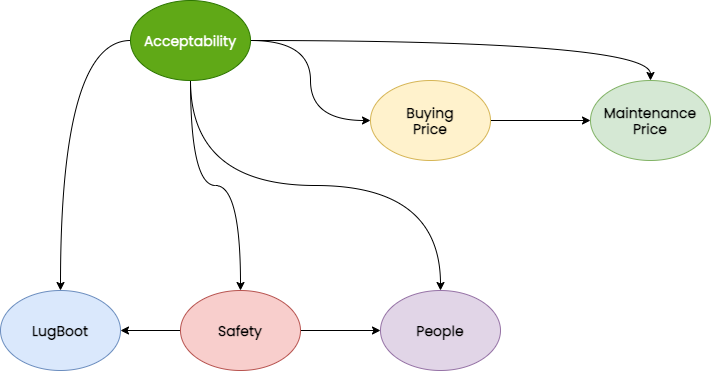 Acceptability
Buying
Price
Maintenance
Price
LugBoot
Safety
People